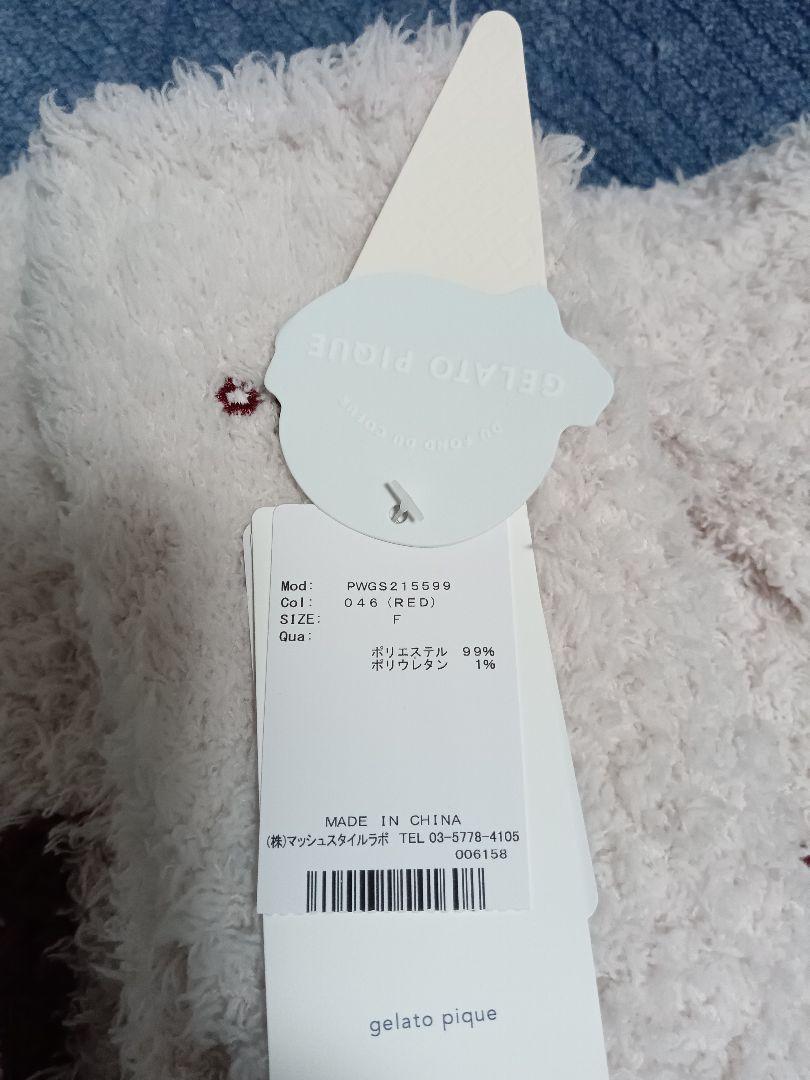 GELATO PIQUE
DU FOND DU COEUR
Mod: PWGS215599
Col: 046(RED)
SIZE: F
Qua:
ポリエステル 99%
ポリウレタン 1%
MADE IN CHINA
(株)マッシュスタイルラボ TEL 03-5778-4105
006158
gelato pique